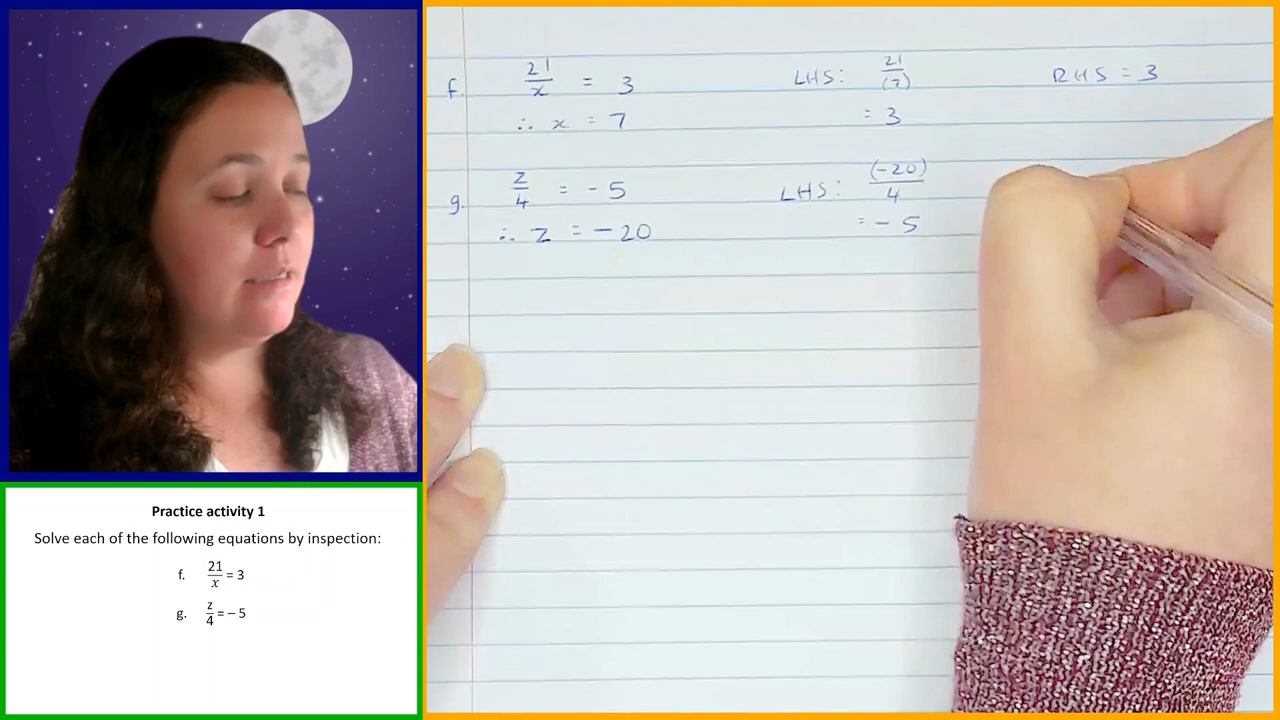 f. 21/x = 3 LHS: 21/(7) RHS = 3
∴ x = 7 = 3
g. z/4 = -5 LHS: (-20)/4
∴ z = -20 = -5
Practice activity 1
Solve each of the following equations by inspection:
f. 21/x = 3
g. z/4 = – 5